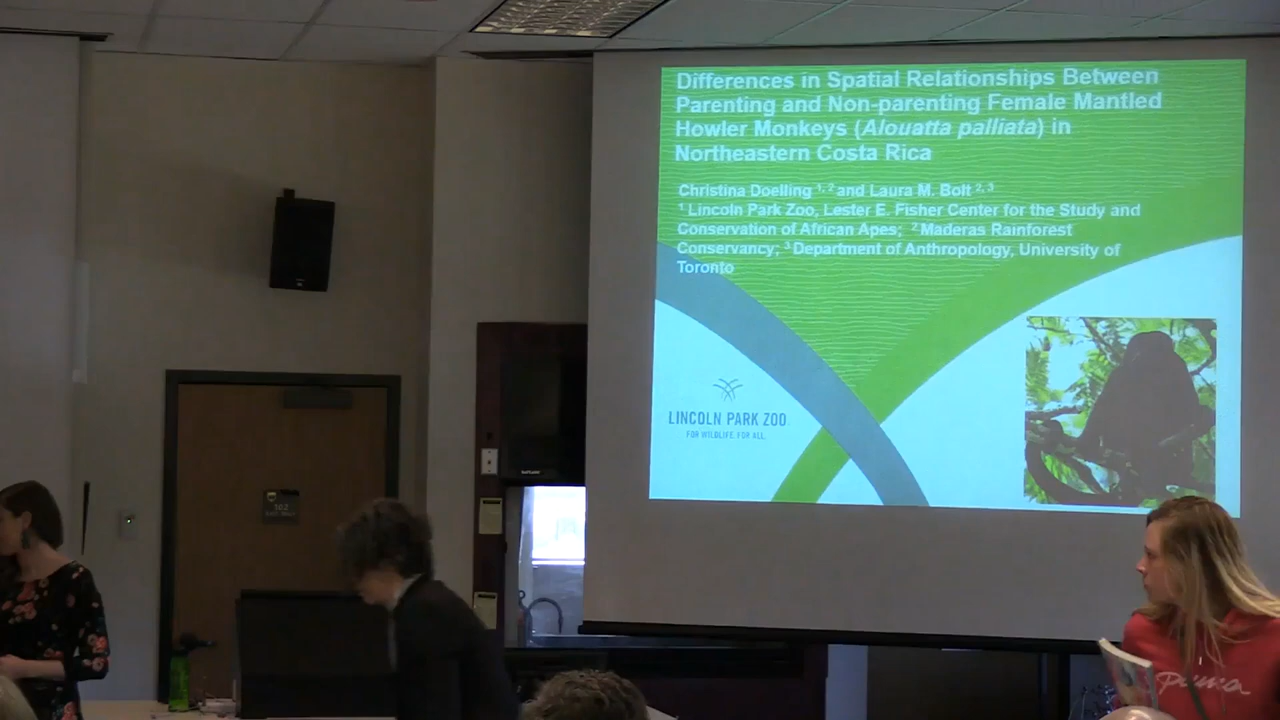 Differences in Spatial Relationships Between
Parenting and Non-parenting Female Mantled
Howler Monkeys (Alouatta palliata) in
Northeastern Costa Rica
Christina Doelling 1, 2 and Laura M. Bolt 2, 3
1 Lincoln Park Zoo, Lester E. Fisher Center for the Study and
Conservation of African Apes; 2 Maderas Rainforest
Conservancy; 3 Department of Anthropology, University of
Toronto
LINCOLN PARK ZOO
FOR WILDLIFE. FOR ALL.
102
Puma